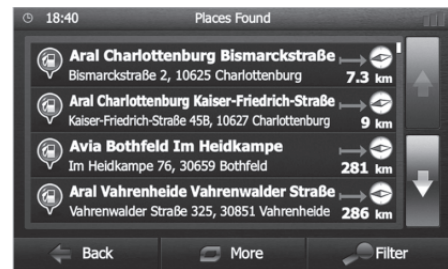 18:40 Places Found
Aral Charlottenburg Bismarckstraße
Bismarckstraße 2, 10625 Charlottenburg 7.3 km
Aral Charlottenburg Kaiser-Friedrich-Straße
Kaiser-Friedrich-Straße 45B, 10627 Charlottenburg 9 km
Avia Bothfeld Im Heidkampe
Im Heidkampe 76, 30659 Bothfeld 281 km
Aral Vahrenheide Vahrenwalder Straße
Vahrenwalder Straße 325, 30851 Vahrenheide 286 km
Back More Filter